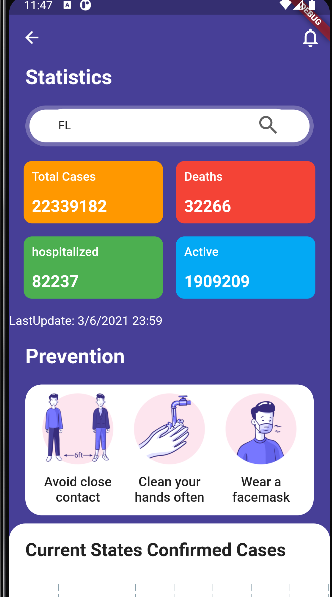 11:47
DEBUG
Statistics
FL
Total Cases
22339182
Deaths
32266
hospitalized
82237
Active
1909209
LastUpdate: 3/6/2021 23:59
Prevention
6ft
Avoid close
contact
Clean your
hands often
Wear a
facemask
Current States Confirmed Cases